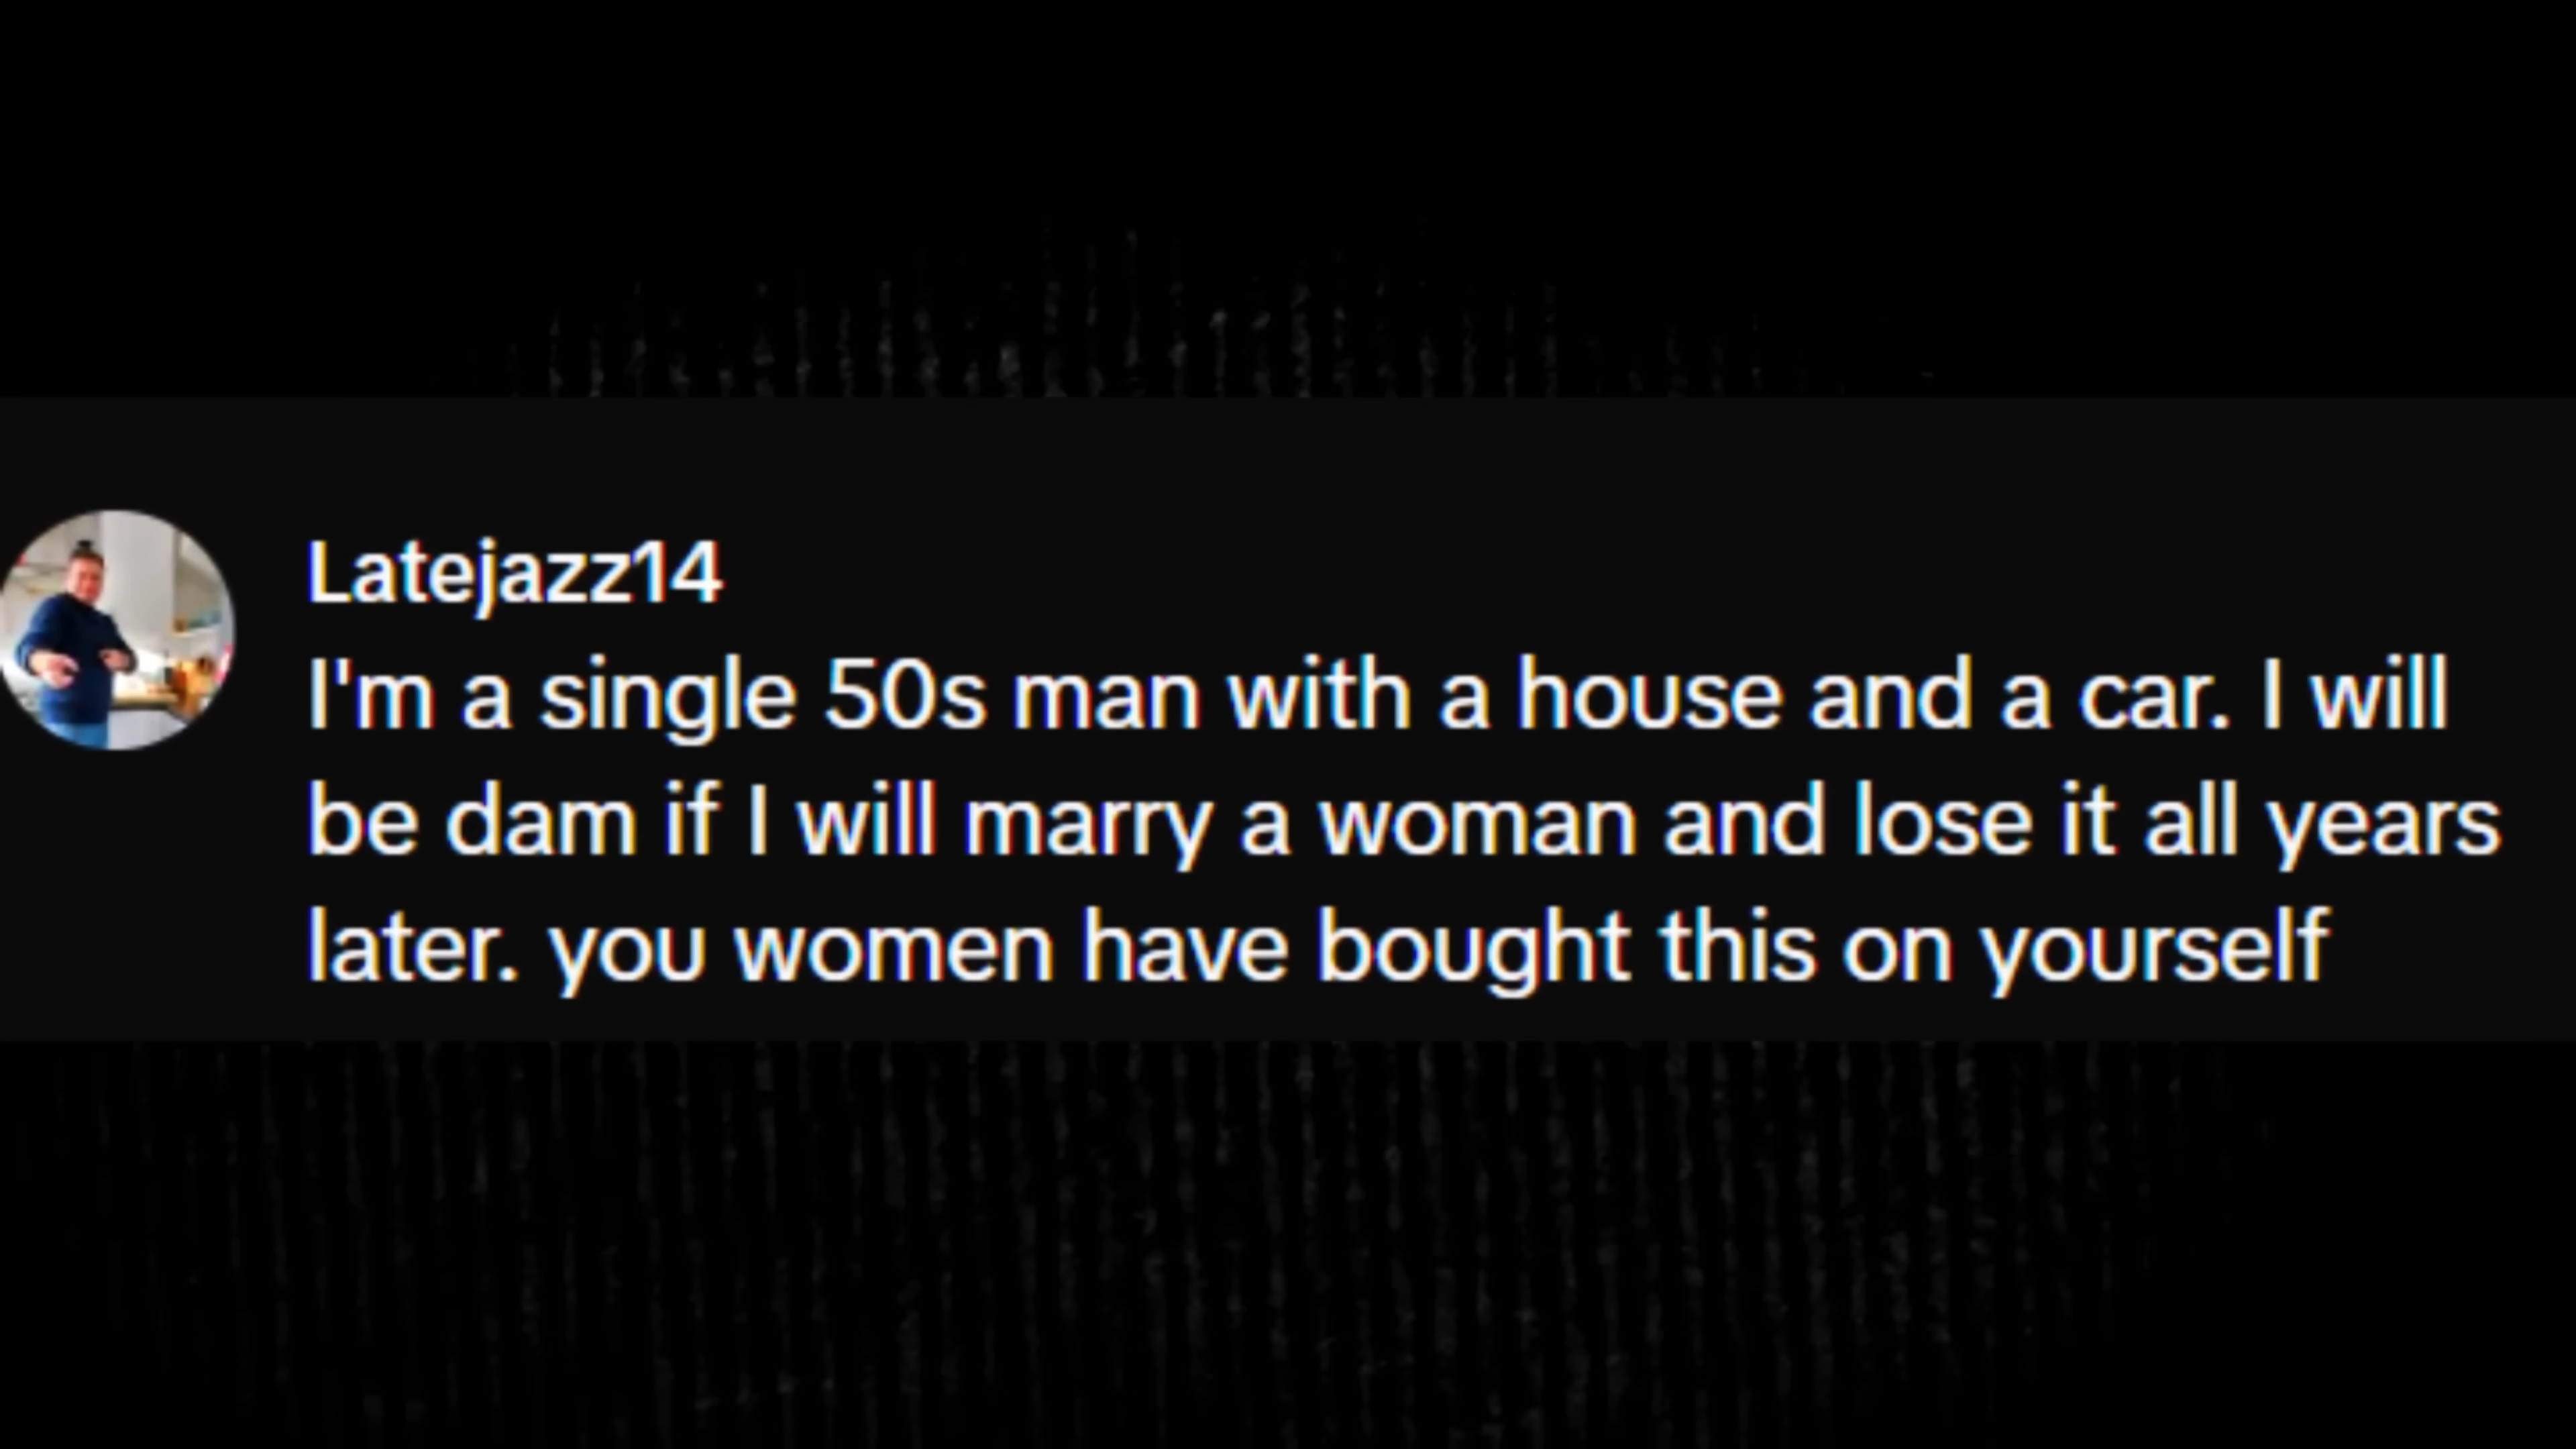 Latejazz14
I'm a single 50s man with a house and a car. I will
be dam if I will marry a woman and lose it all years
later. you women have bought this on yourself